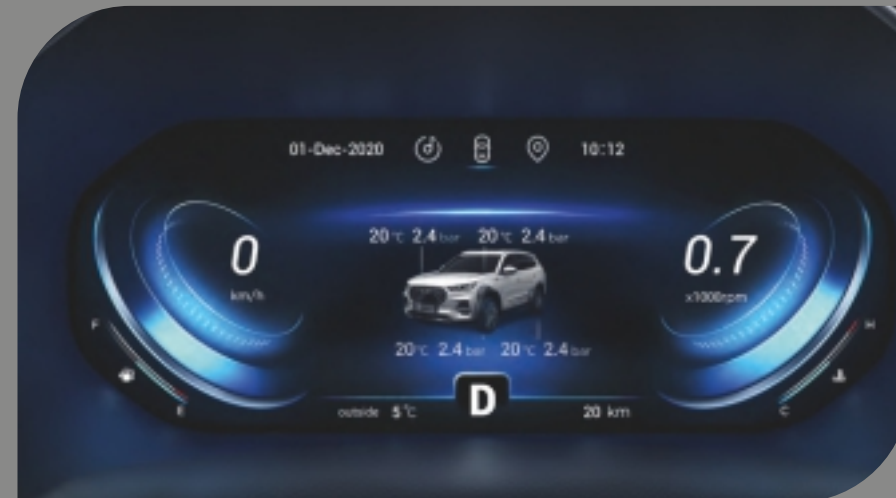 01-Dec-2020 10:12
20 °C 2.4 bar 20 °C 2.4 bar
0
km/h
0.7
x1000rpm
F
H
20 °C 2.4 bar 20 °C 2.4 bar
E
outside 5 °C
D
20 km
C